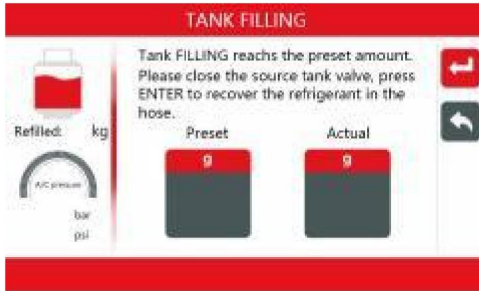 TANK FILLING
Tank FILLING reachs the preset amount.
Please close the source tank valve, press
ENTER to recover the refrigerant in the
hose.
Refilled: kg
Preset Actual
g g
A/C pressure
bar
psi